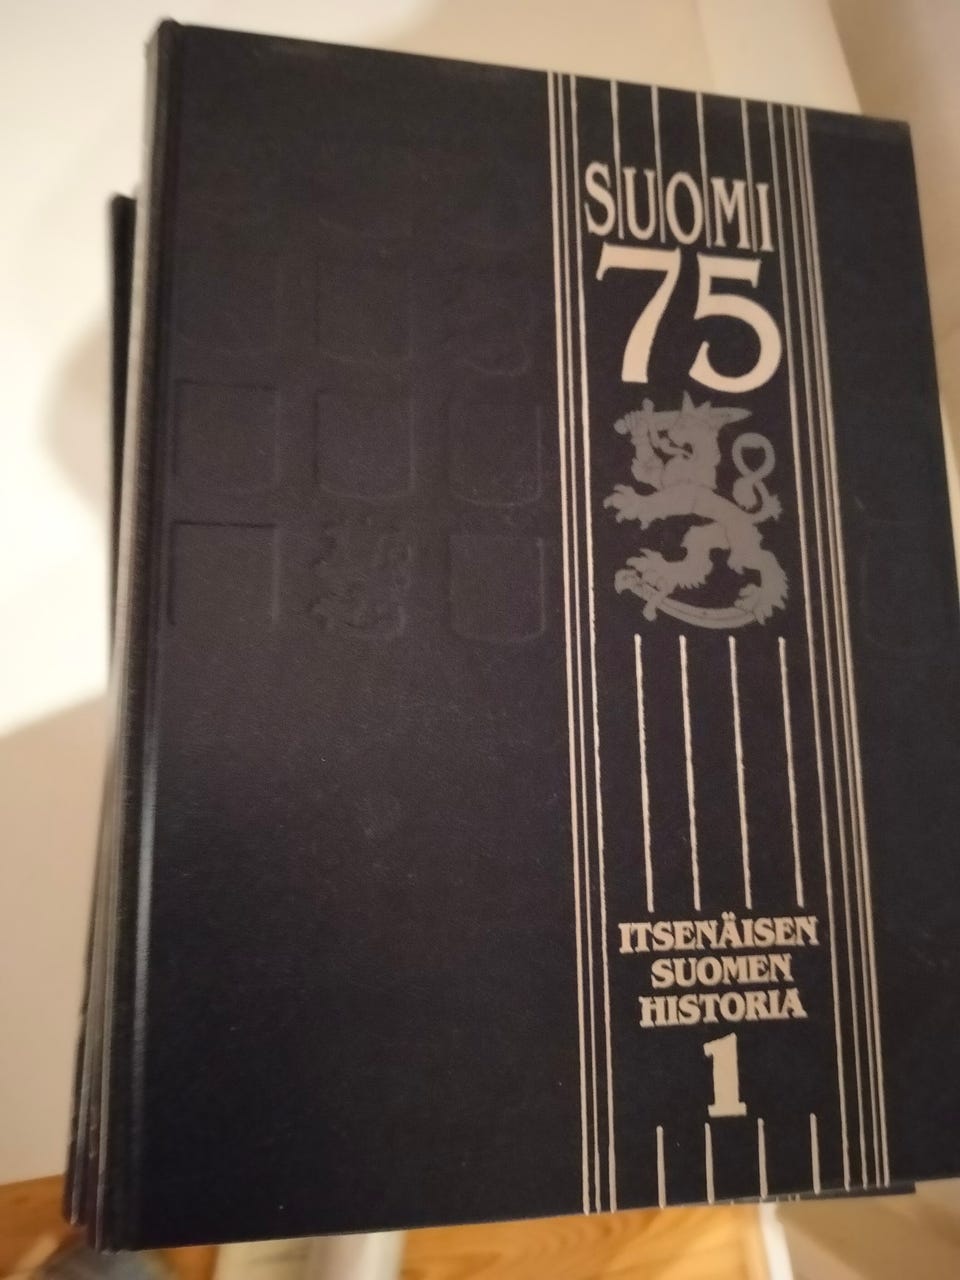 SUOMI
75
ITSENÄISEN
SUOMEN
HISTORIA
1